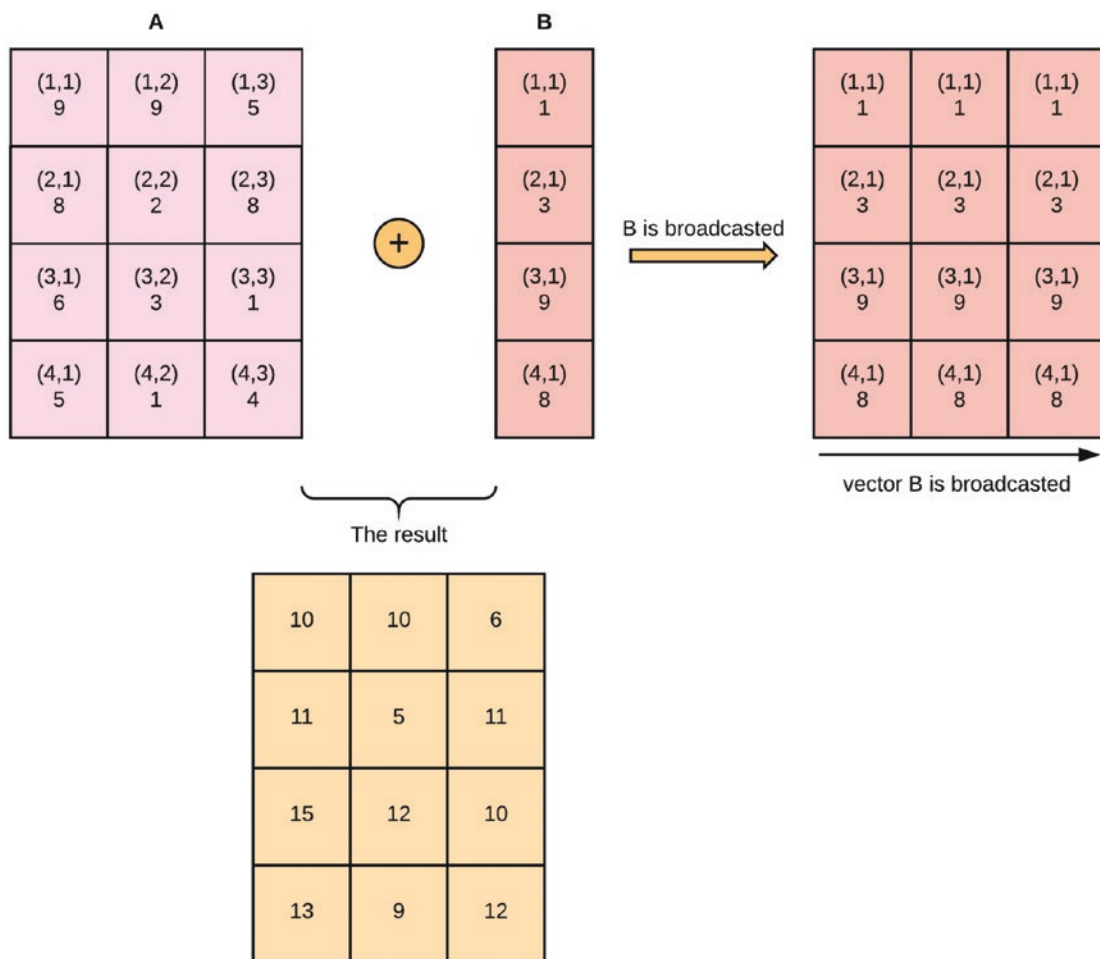 A
B
(1,1) (1,2) (1,3)
9 9 5
(1,1)
1
(1,1) (1,1) (1,1)
1 1 1
(2,1) (2,2) (2,3)
8 2 8
(2,1)
3
(2,1) (2,1) (2,1)
3 3 3
+
B is broadcasted
(3,1) (3,2) (3,3)
6 3 1
(3,1)
9
(3,1) (3,1) (3,1)
9 9 9
(4,1) (4,2) (4,3)
5 1 4
(4,1)
8
(4,1) (4,1) (4,1)
8 8 8
vector B is broadcasted
The result
10 10 6
11 5 11
15 12 10
13 9 12